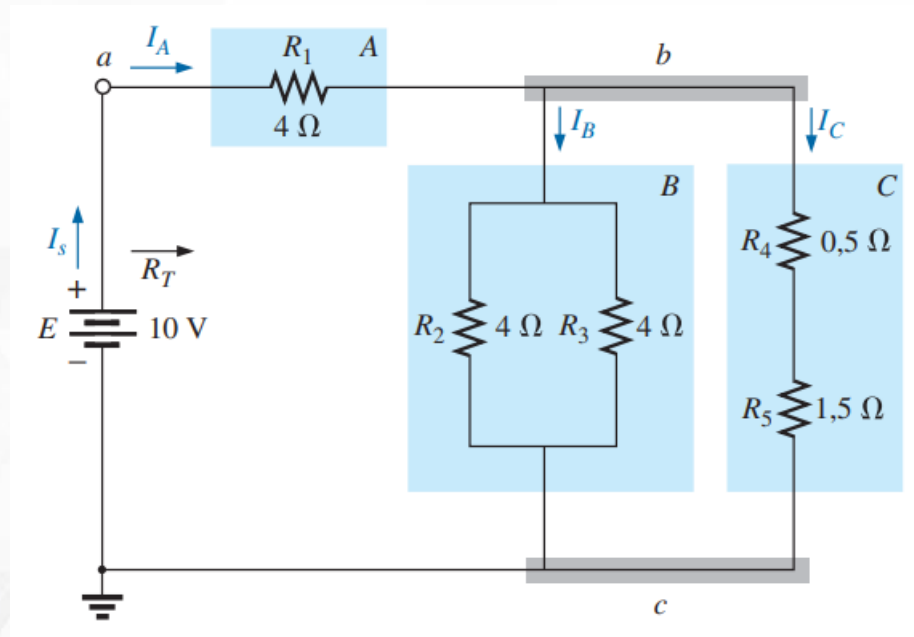 a
I_A
R_1
A
4 Ω
b
I_B
I_C
B
C
I_s
R_T
+
E
10 V
−
R_2
4 Ω
R_3
4 Ω
R_4
0,5 Ω
R_5
1,5 Ω
c